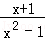 x+1
x² - 1